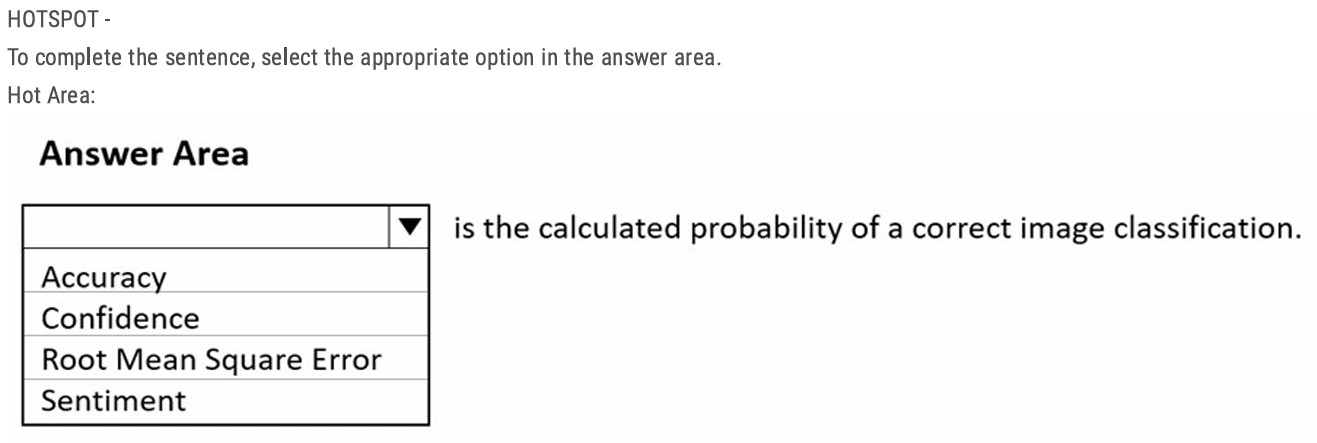 HOTSPOT -
To complete the sentence, select the appropriate option in the answer area.
Hot Area:
Answer Area
is the calculated probability of a correct image classification.
Accuracy
Confidence
Root Mean Square Error
Sentiment